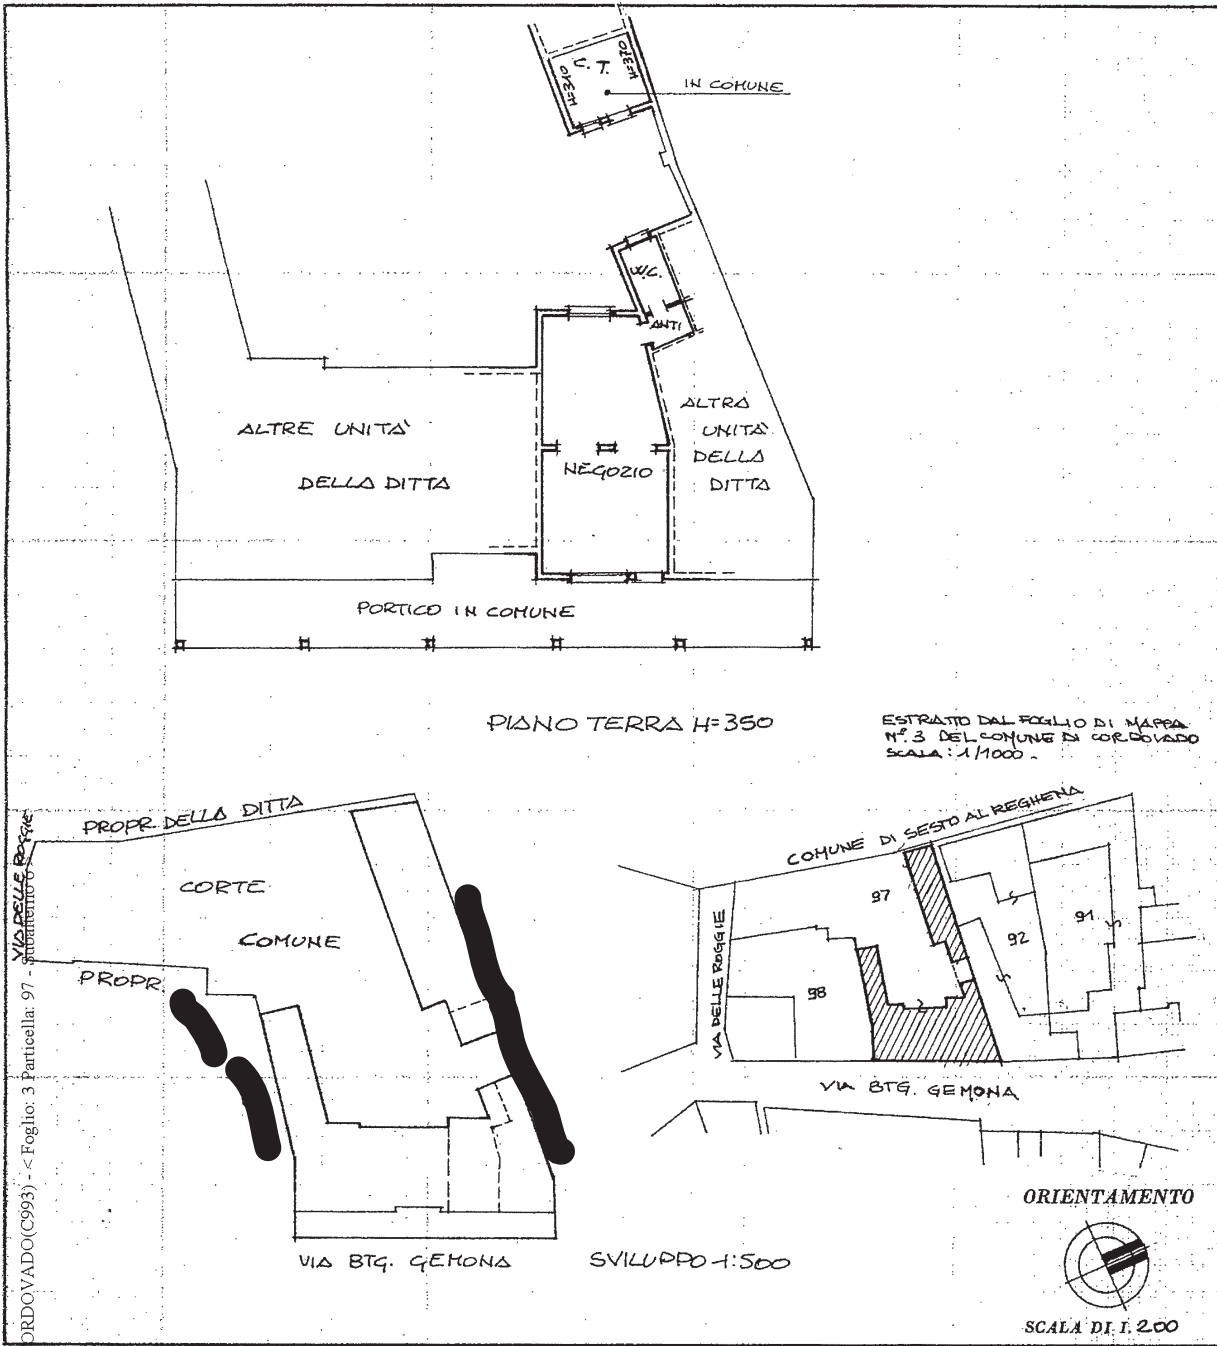 C. T.
H=310
H=370
IN COMUNE
W.C.
ANTI
ALTRE UNITA'
DELLA DITTA
NEGOZIO
ALTRA
UNITA'
DELLA
DITTA
PORTICO IN COMUNE
PIANO TERRA H=350
ESTRATTO DAL FOGLIO DI MAPPA
N°. 3 DEL COMUNE DI CORDOVADO
SCALA: 1/1000.
PROPR. DELLA DITTA
VIA DELLE ROGGIE
CORTE
COMUNE
PROPR.
VIA BTG. GEMONA
SVILUPPO 1:500
COMUNE DI SESTO AL REGHENA
97
92
91
98
VIA DELLE ROGGIE
VIA BTG. GEMONA
ORIENTAMENTO
SCALA DI 1: 200
ORDOVADO(C993) - < Foglio: 3 Particella: 97 - Subalterno 6